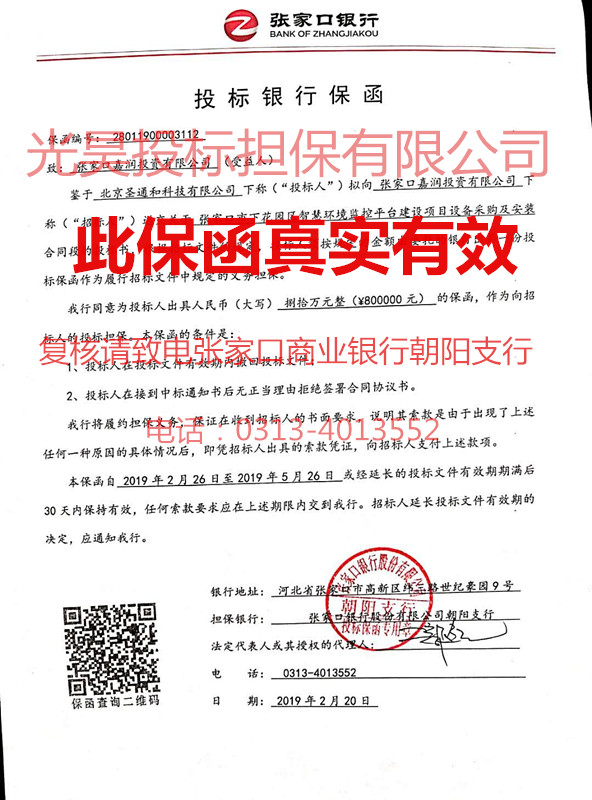 张家口银行
BANK OF ZHANGJIAKOU
投标银行保函
保函编号：28011900003112
光昊投标担保有限公司
致：张家口嘉润投资有限公司（受益人）
鉴于 北京圣通和科技有限公司 下称（“投标人”）拟向 张家口嘉润投资有限公司 下
称（“招标人”） 张家口市下花园区智慧环境监控平台建设项目设备采购及安装
合同段的投标书
此保函真实有效
标保函作为履行招标文件中规定的义务担保。
我行同意为投标人出具人民币（大写）捌拾万元整（¥800000 元）的保函，作为向招
标人的投标担保。本保函的条件是：
复核请致电张家口商业银行朝阳支行
1、投标人在投标文件有效期内撤回投标文件；
2、投标人在接到中标通知书后无正当理由拒绝签署合同协议书。
我行将履约担保义务，保证在收到招标人的书面要求，说明其索款是由于出现了上述
电话：0313-4013552
任何一种原因的具体情况后，即凭招标人出具的索款凭证，向招标人支付上述款项。
本保函自 2019 年 2 月 26 日至 2019 年 5 月 26 日 或经延长的投标文件有效期期满后
30 天内保持有效，任何索款要求应在上述期限内交到我行。招标人延长投标文件有效期的
决定，应通知我行。
银行地址：河北省张家口市高新区纬三路世纪豪园 9 号
担保银行：张家口银行股份有限公司朝阳支行
法定代表人或其授权的代理人：
电 话：0313-4013552
日 期：2019 年 2 月 20 日
保函查询二维码
张家口银行股份有限公司
朝阳支行
投标保函专用章